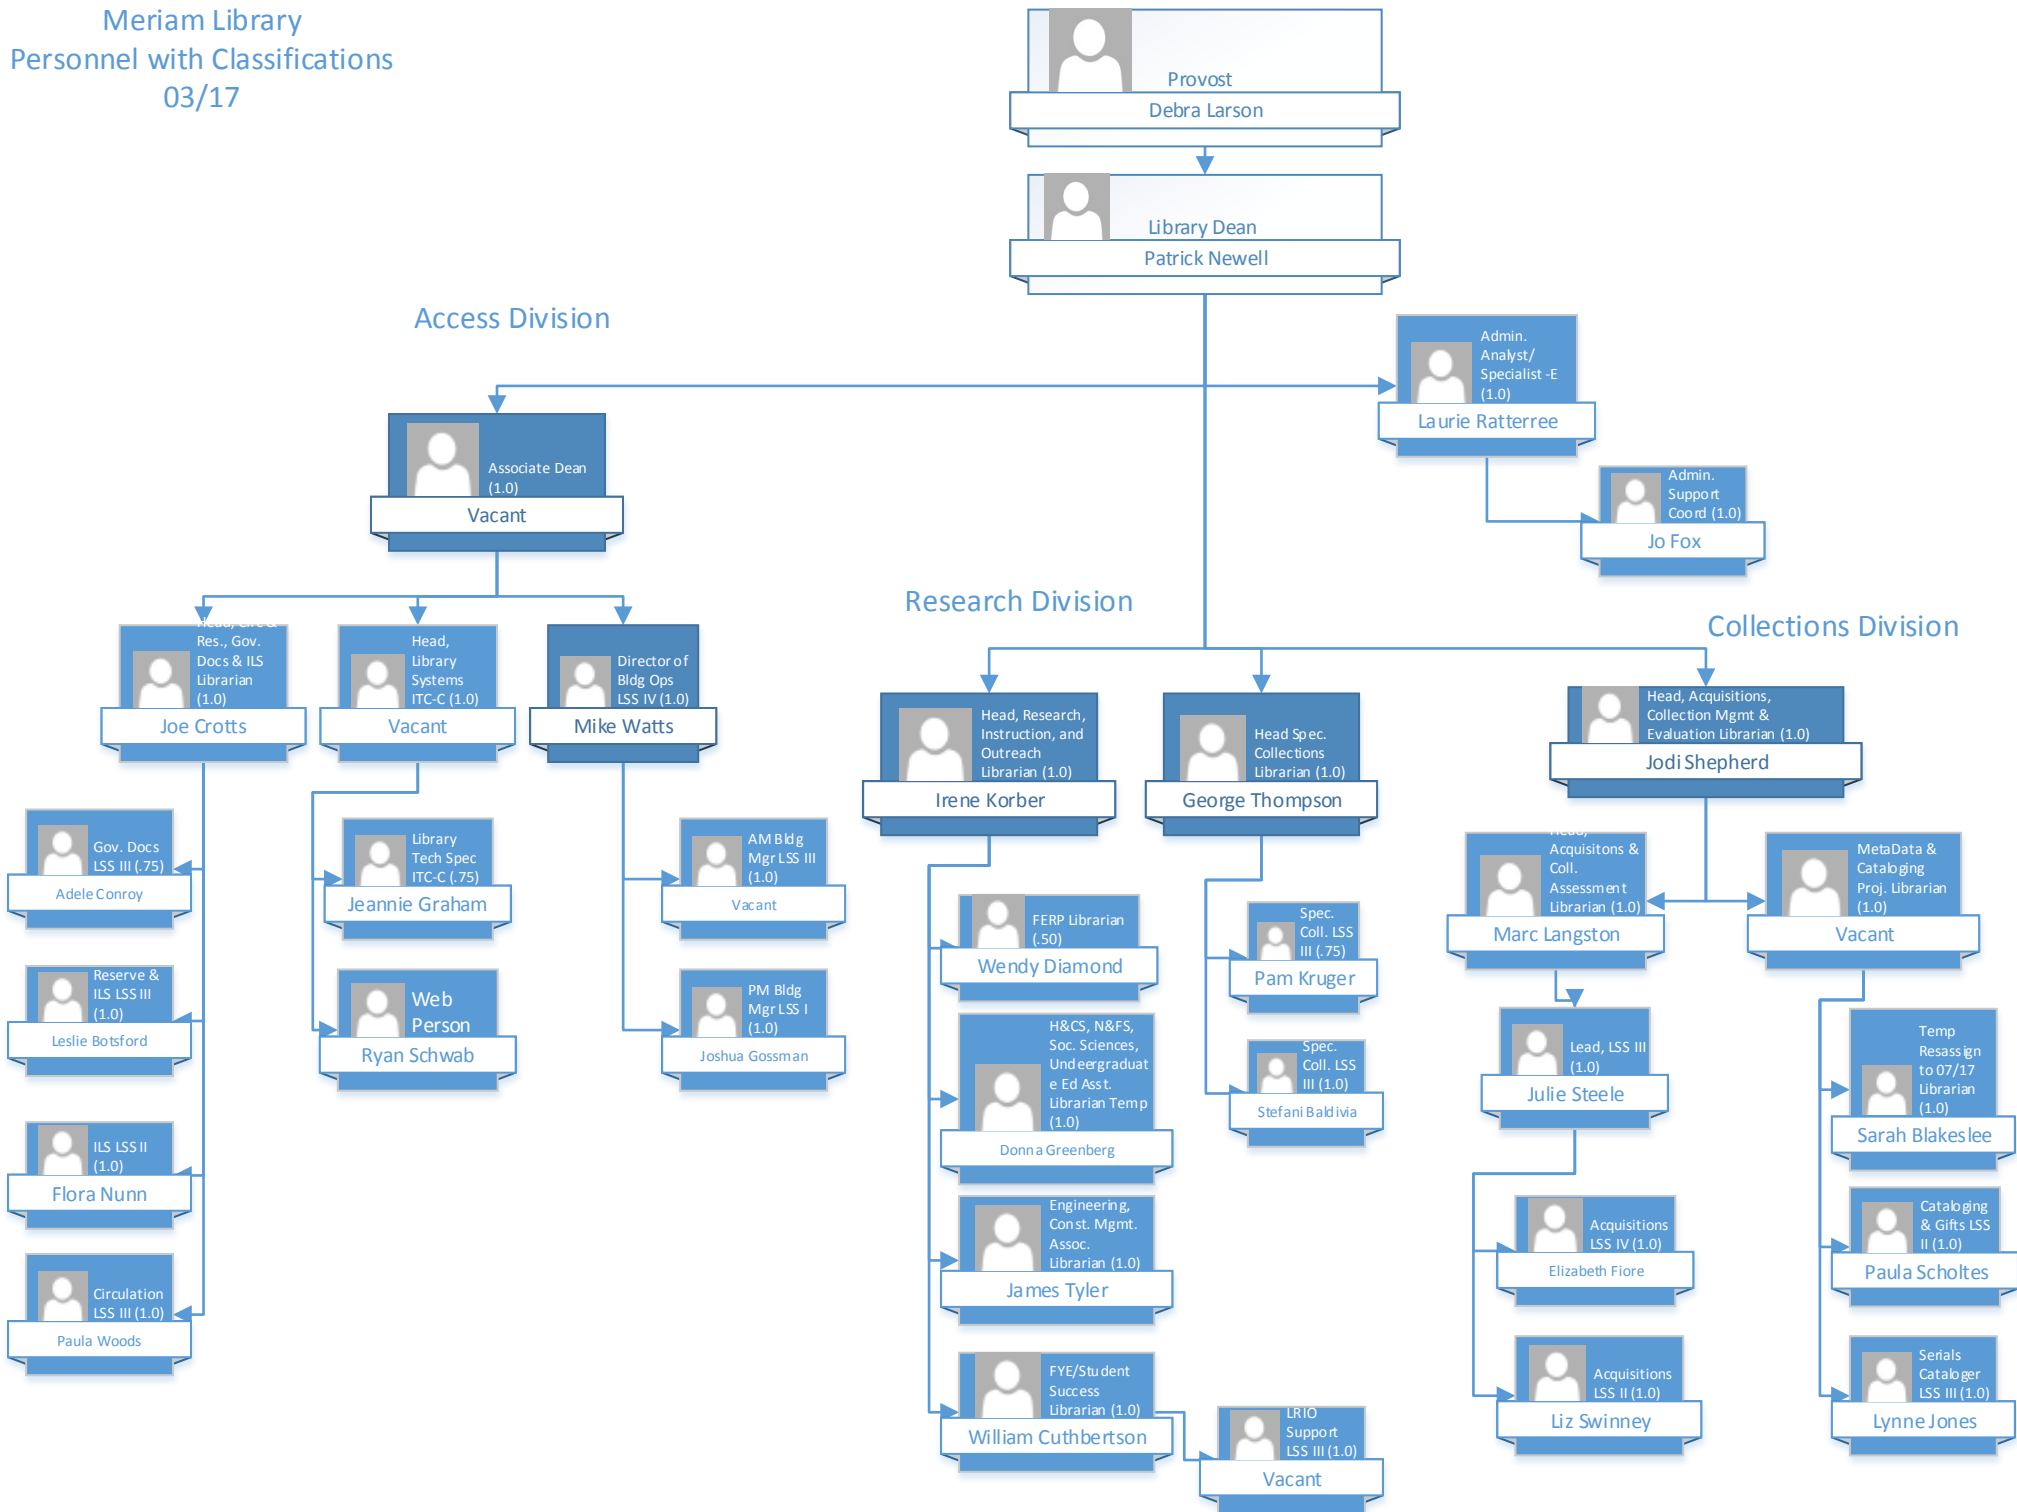 Meriam Library
Personnel with Classifications
03/17
Provost
Debra Larson
Library Dean
Patrick Newell
Access Division
Admin.
Analyst/
Specialist -E
(1.0)
Laurie Ratterree
Admin.
Support
Coord (1.0)
Jo Fox
Associate Dean
(1.0)
Vacant
Head, Circ &
Res., Gov.
Docs & ILS
Librarian
(1.0)
Joe Crotts
Head,
Library
Systems
ITC-C (1.0)
Vacant
Director of
Bldg Ops
LSS IV (1.0)
Mike Watts
Gov. Docs
LSS III (.75)
Adele Conroy
Reserve &
ILS LSS III
(1.0)
Leslie Botsford
ILS LSS II
(1.0)
Flora Nunn
Circulation
LSS III (1.0)
Paula Woods
Library
Tech Spec
ITC-C (.75)
Jeannie Graham
Web
Person
Ryan Schwab
AM Bldg
Mgr LSS III
(1.0)
Vacant
PM Bldg
Mgr LSS I
(1.0)
Joshua Gossman
Research Division
Head, Research,
Instruction, and
Outreach
Librarian (1.0)
Irene Korber
Head Spec.
Collections
Librarian (1.0)
George Thompson
FERP Librarian
(.50)
Wendy Diamond
H&CS, N&FS,
Soc. Sciences,
Undeergraduat
e Ed Asst.
Librarian Temp
(1.0)
Donna Greenberg
Engineering,
Const. Mgmt.
Assoc.
Librarian (1.0)
James Tyler
FYE/Student
Success
Librarian (1.0)
William Cuthbertson
LRIO
Support
LSS III (1.0)
Vacant
Spec.
Coll. LSS
III (.75)
Pam Kruger
Spec.
Coll. LSS
III (1.0)
Stefani Baldivia
Collections Division
Head, Acquisitions,
Collection Mgmt &
Evaluation Librarian (1.0)
Jodi Shepherd
Head,
Acquisitons &
Coll.
Assessment
Librarian (1.0)
Marc Langston
MetaData &
Cataloging
Proj. Librarian
(1.0)
Vacant
Lead, LSS III
(1.0)
Julie Steele
Acquisitions
LSS IV (1.0)
Elizabeth Fiore
Acquisitions
LSS II (1.0)
Liz Swinney
Temp
Resassign
to 07/17
Librarian
(1.0)
Sarah Blakeslee
Cataloging
& Gifts LSS
II (1.0)
Paula Scholtes
Serials
Cataloger
LSS III (1.0)
Lynne Jones